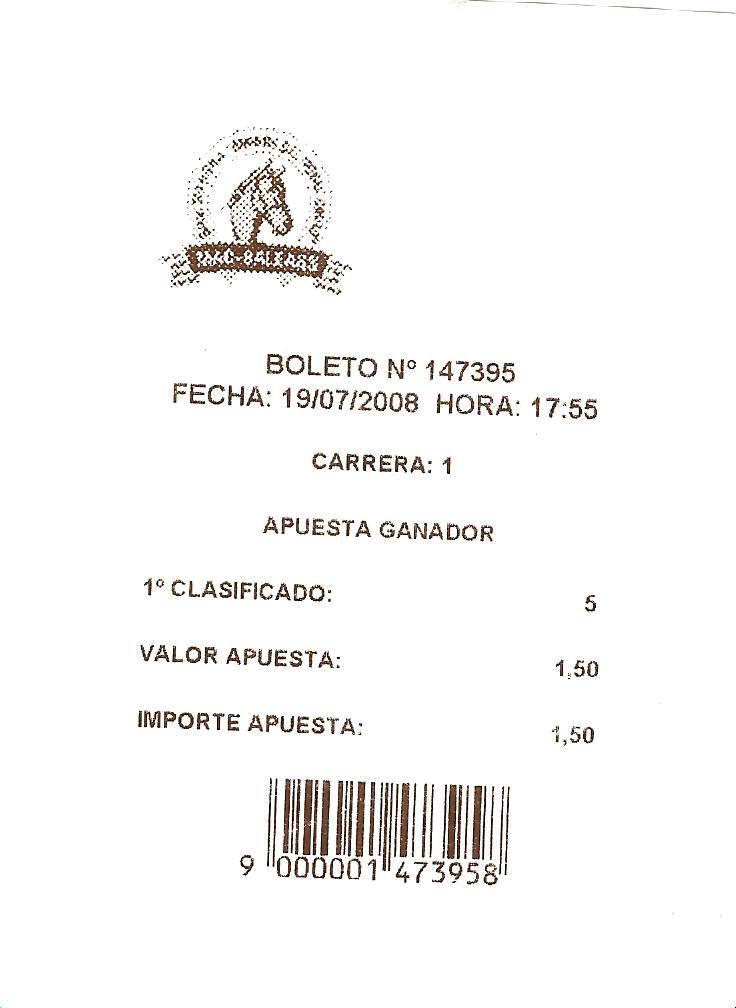 BOLETO Nº 147395
FECHA: 19/07/2008 HORA: 17:55
CARRERA: 1
APUESTA GANADOR
1º CLASIFICADO: 5
VALOR APUESTA: 1,50
IMPORTE APUESTA: 1,50
9 000001 473958